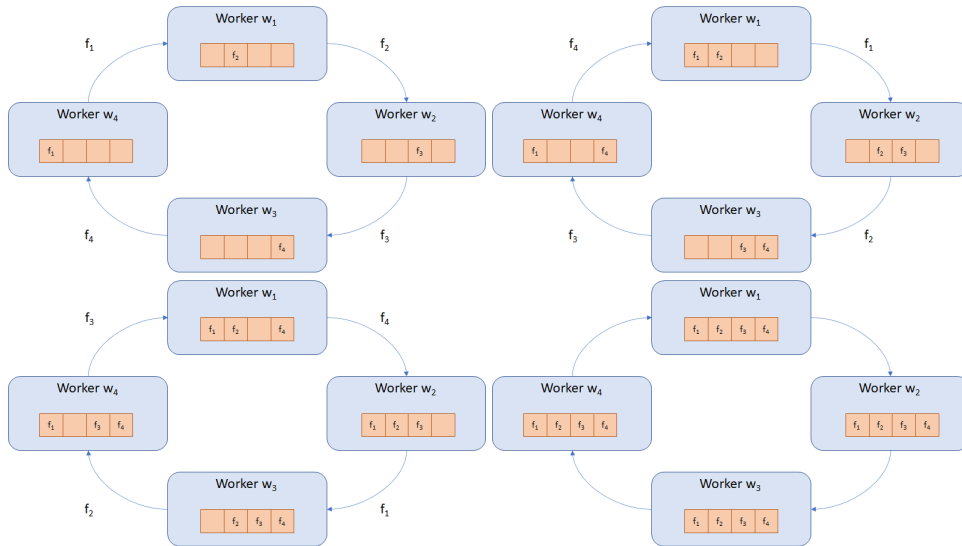 Worker w₁
f₂
f₁
f₂
Worker w₄
f₁
Worker w₂
f₃
Worker w₃
f₄
f₄
f₃
Worker w₁
f₁ f₂
f₄
f₁
Worker w₄
f₁ f₄
Worker w₂
f₂ f₃
Worker w₃
f₃ f₄
f₃
f₂
Worker w₁
f₁ f₂ f₄
f₃
f₄
Worker w₄
f₁ f₃ f₄
Worker w₂
f₁ f₂ f₃
Worker w₃
f₂ f₃ f₄
f₂
f₁
Worker w₁
f₁ f₂ f₃ f₄
Worker w₄
f₁ f₂ f₃ f₄
Worker w₂
f₁ f₂ f₃ f₄
Worker w₃
f₁ f₂ f₃ f₄